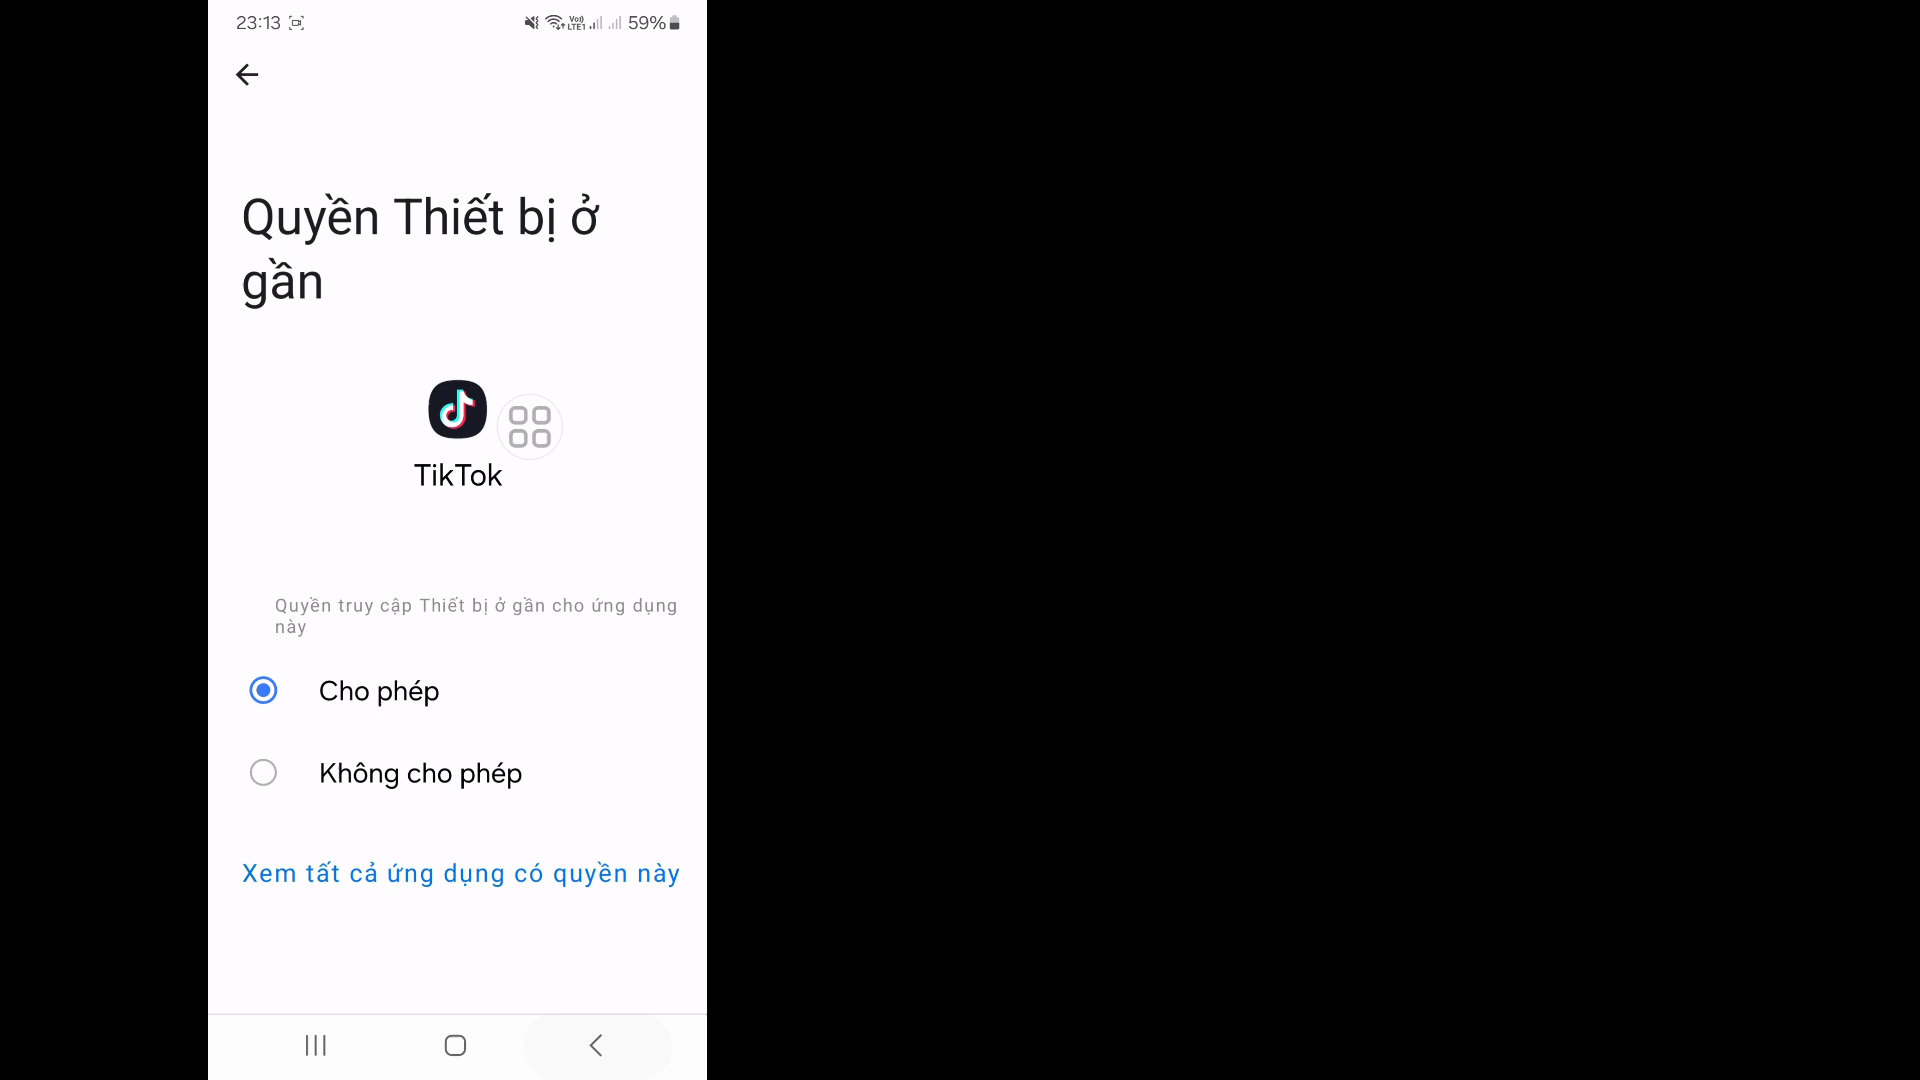 23:13 59%
Quyền Thiết bị ở
gần
TikTok
Quyền truy cập Thiết bị ở gần cho ứng dụng
này
Cho phép
Không cho phép
Xem tất cả ứng dụng có quyền này